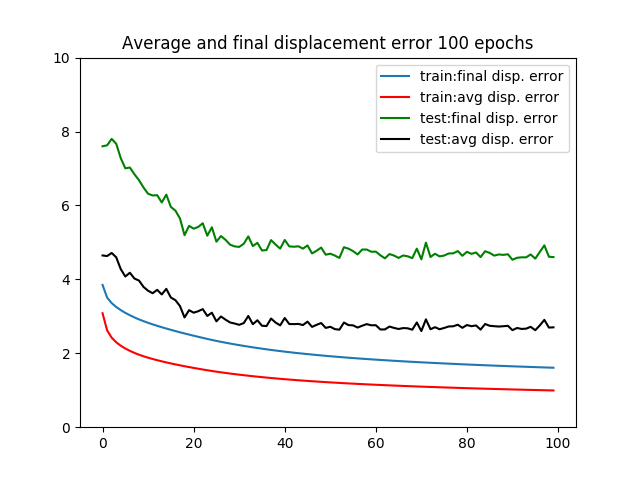 Average and final displacement error 100 epochs
train:final disp. error
train:avg disp. error
test:final disp. error
test:avg disp. error
10
8
6
4
2
0
0 20 40 60 80 100